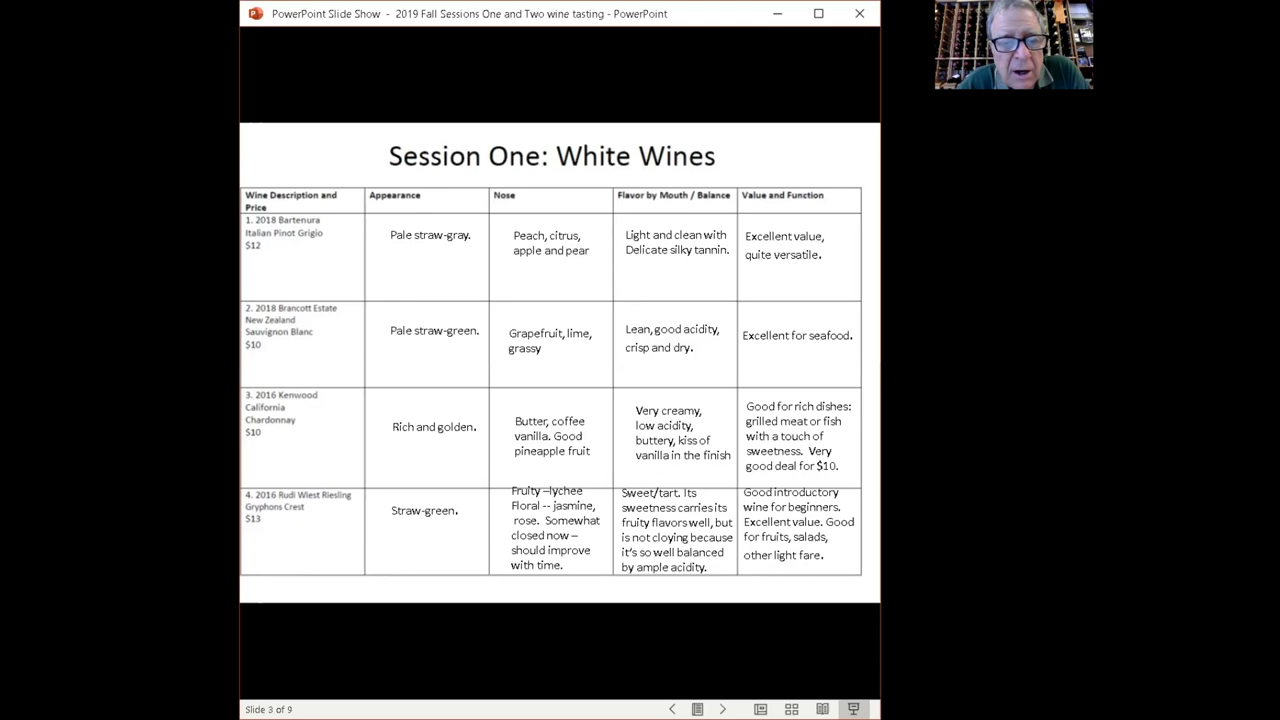 PowerPoint Slide Show - 2019 Fall Sessions One and Two wine tasting - PowerPoint
Session One: White Wines
Wine Description and
Price
Appearance
Nose
Flavor by Mouth / Balance
Value and Function
1. 2018 Bartenura
Italian Pinot Grigio
$12
Pale straw-gray.
Peach, citrus,
apple and pear
Light and clean with
Delicate silky tannin.
Excellent value,
quite versatile.
2. 2018 Brancott Estate
New Zealand
Sauvignon Blanc
$10
Pale straw-green.
Grapefruit, lime,
grassy
Lean, good acidity,
crisp and dry.
Excellent for seafood.
3. 2016 Kenwood
California
Chardonnay
$10
Rich and golden.
Butter, coffee
vanilla. Good
pineapple fruit
Very creamy,
low acidity,
buttery, kiss of
vanilla in the finish
Good for rich dishes:
grilled meat or fish
with a touch of
sweetness. Very
good deal for $10.
4. 2016 Rudi Wiest Riesling
Gryphons Crest
$13
Straw-green.
Fruity –lychee
Floral -- jasmine,
rose. Somewhat
closed now –
should improve
with time.
Sweet/tart. Its
sweetness carries its
fruity flavors well, but
is not cloying because
it's so well balanced
by ample acidity.
Good introductory
wine for beginners.
Excellent value. Good
for fruits, salads,
other light fare.
Slide 3 of 9